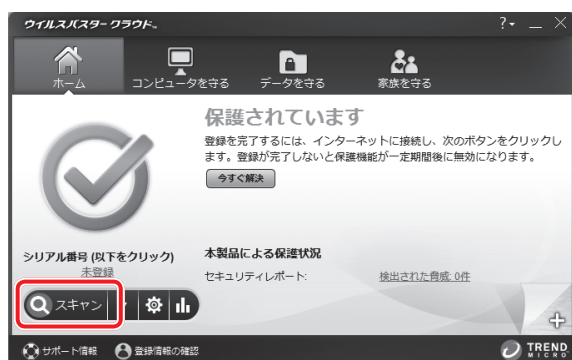 ウイルスバスター クラウド™
?
ホーム
コンピュータを守る
データを守る
家族を守る
保護されています
登録を完了するには、インターネットに接続し、次のボタンをクリックし
ます。登録が完了しないと保護機能が一定期間後に無効になります。
今すぐ解決
シリアル番号 (以下をクリック)
未登録
本製品による保護状況
セキュリティレポート:
検出された脅威: 0件
スキャン
サポート情報
登録情報の確認
TREND
MICRO